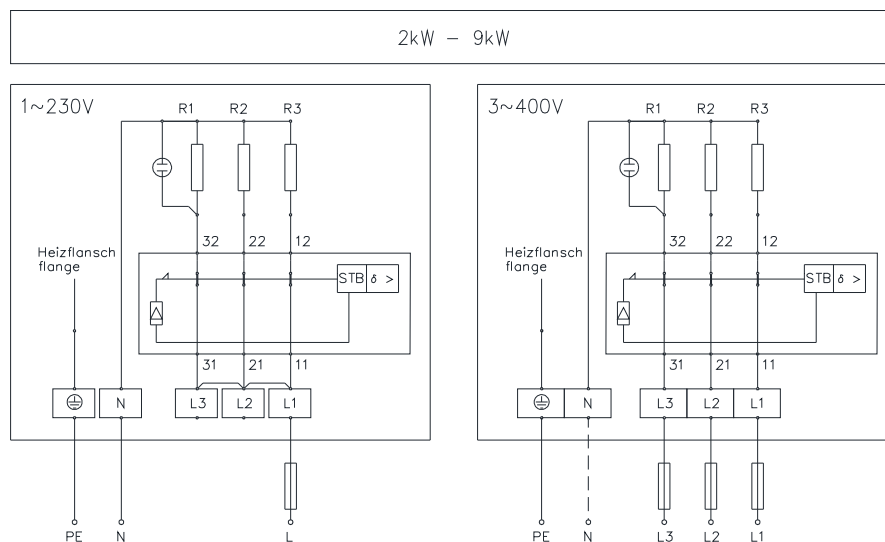 2kW – 9kW
1~230V
R1 R2 R3
32 22 12
Heizflansch
flange
STB δ >
31 21 11
N L3 L2 L1
PE N L
3~400V
R1 R2 R3
32 22 12
Heizflansch
flange
STB δ >
31 21 11
N L3 L2 L1
PE N L3 L2 L1